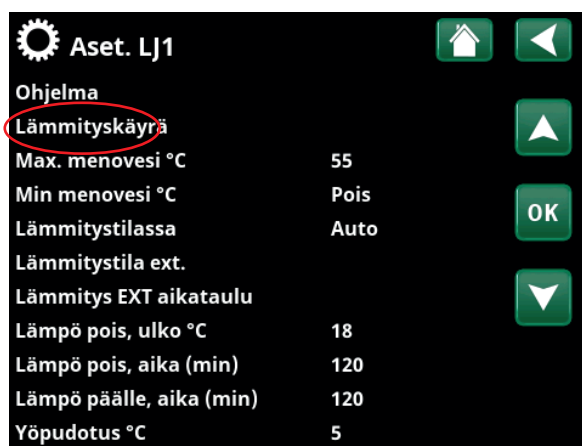 Aset. LJ1
Ohjelma
Lämmityskäyrä
Max. menovesi °C 55
Min menovesi °C Pois
Lämmitystilassa Auto
OK
Lämmitystila ext.
Lämmitys EXT aikataulu
Lämpö pois, ulko °C 18
Lämpö pois, aika (min) 120
Lämpö päälle, aika (min) 120
Yöpudotus °C 5